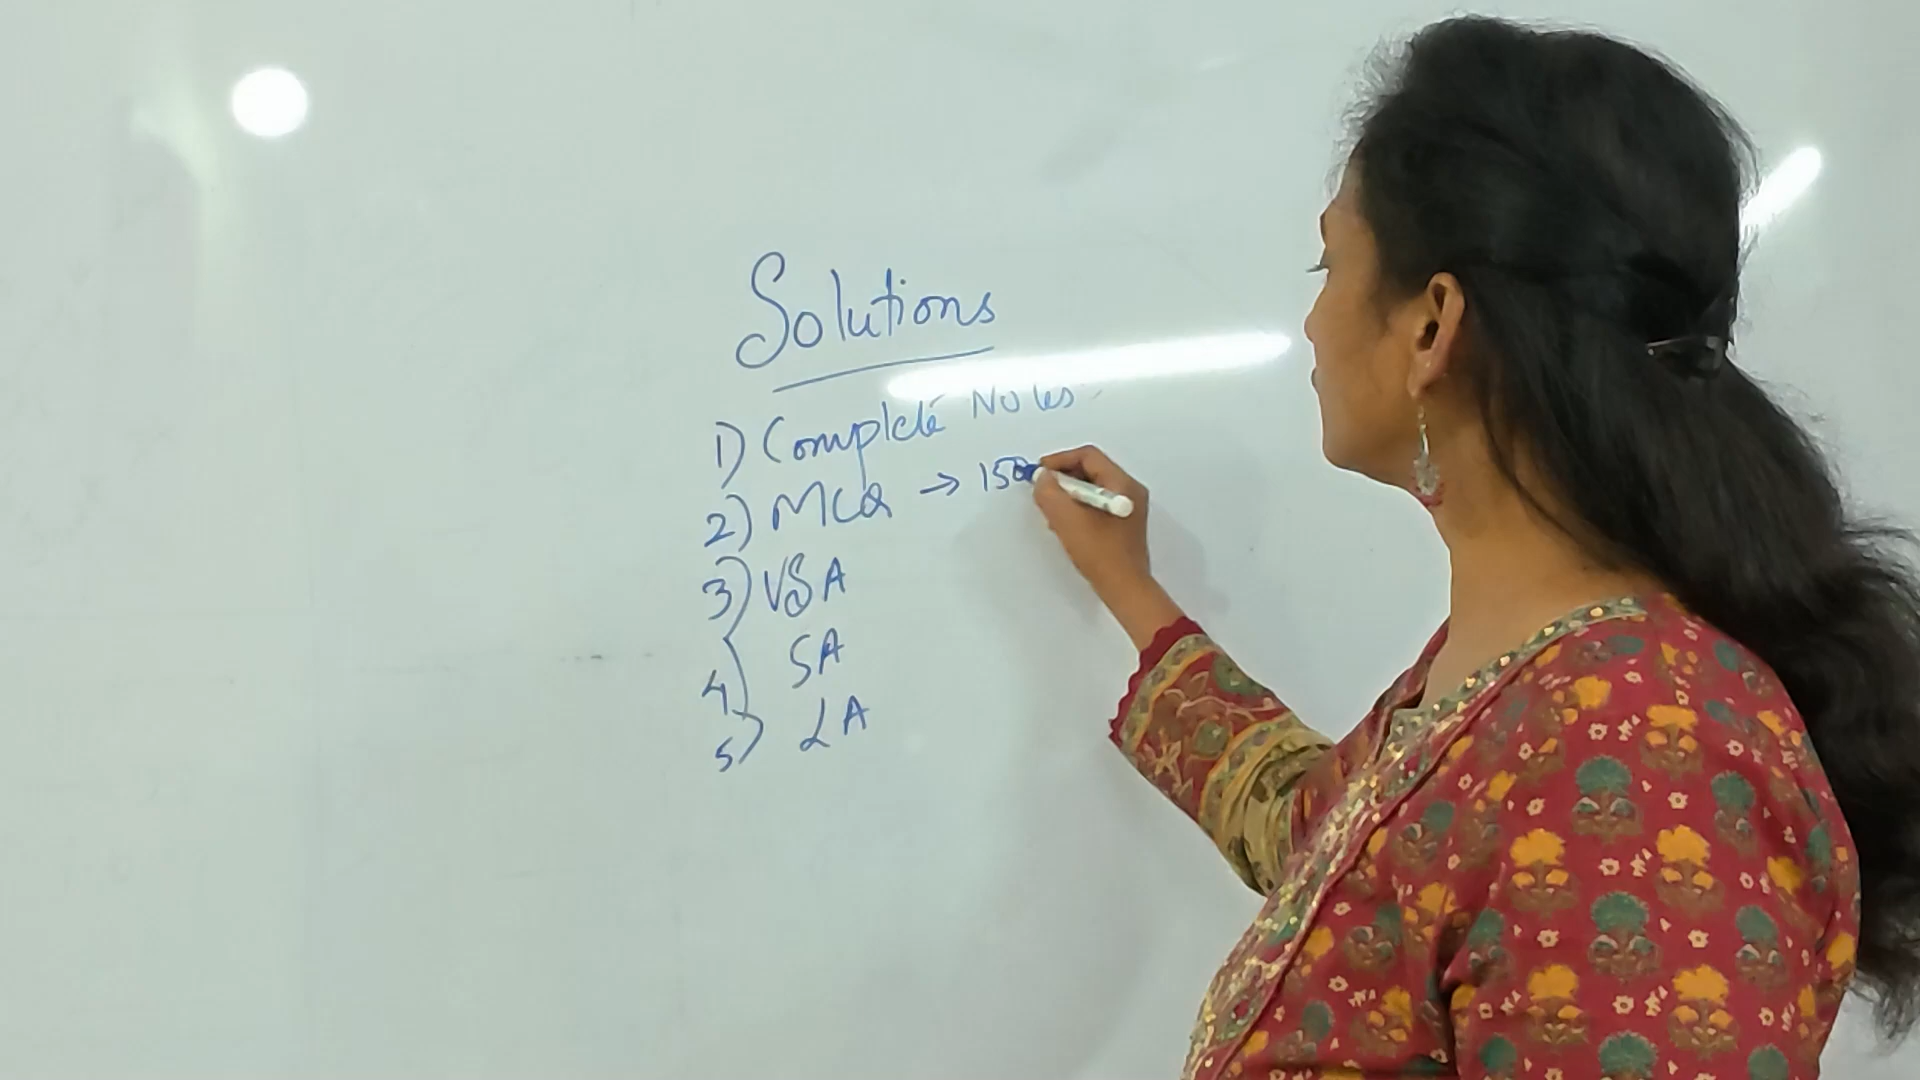 Solutions
1) Complete Notes
2) MCQ → 150
3) VSA
4) SA
5) LA